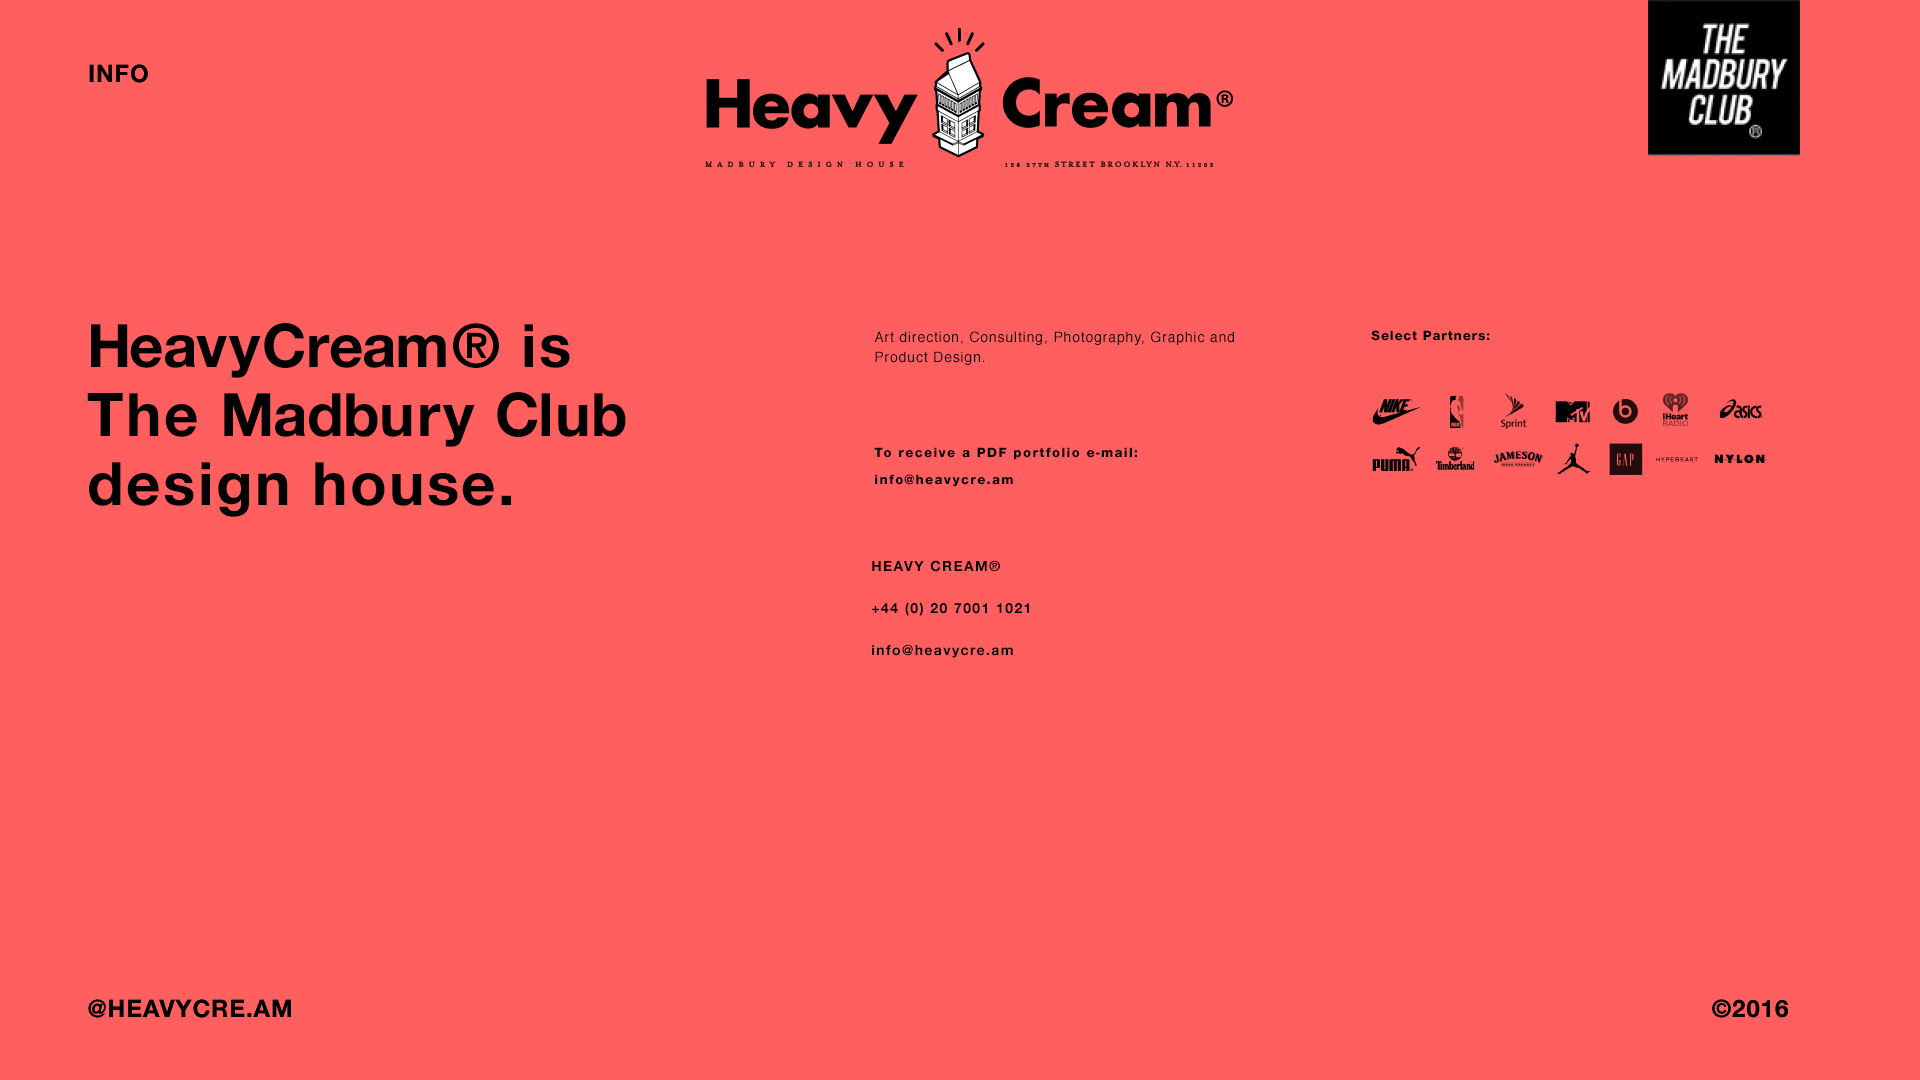 INFO
Heavy Cream®
MADBURY DESIGN HOUSE
158 27TH STREET BROOKLYN N.Y. 11205
THE
MADBURY
CLUB®
HeavyCream® is
The Madbury Club
design house.
Art direction, Consulting, Photography, Graphic and
Product Design.
To receive a PDF portfolio e-mail:
info@heavycre.am
HEAVY CREAM®
+44 (0) 20 7001 1021
info@heavycre.am
Select Partners:
NIKE
NBA
Sprint
MTV
b
iHeart
RADIO
asics
PUMA
Timberland
JAMESON
IRISH WHISKEY
GAP
HYPEBEAST
NYLON
@HEAVYCRE.AM
©2016